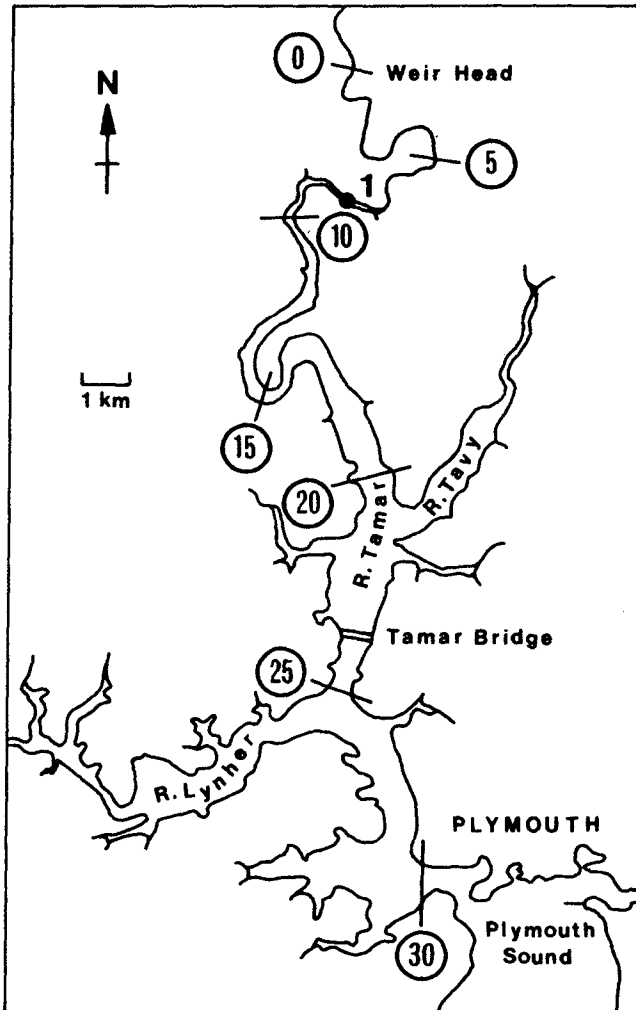 0
Weir Head
N
5
1
10
1 km
15
20
R. Tamar
R. Tavy
Tamar Bridge
25
R. Lynher
PLYMOUTH
Plymouth
Sound
30